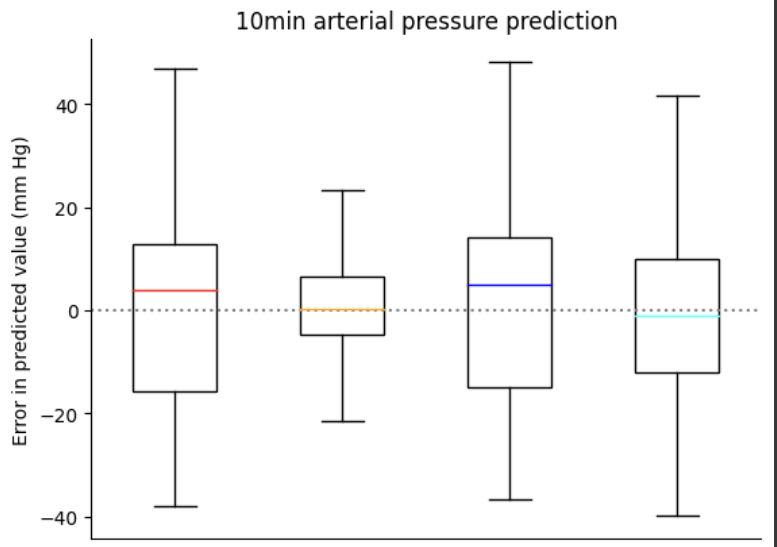 10min arterial pressure prediction
Error in predicted value (mm Hg)
40
20
0
−20
−40